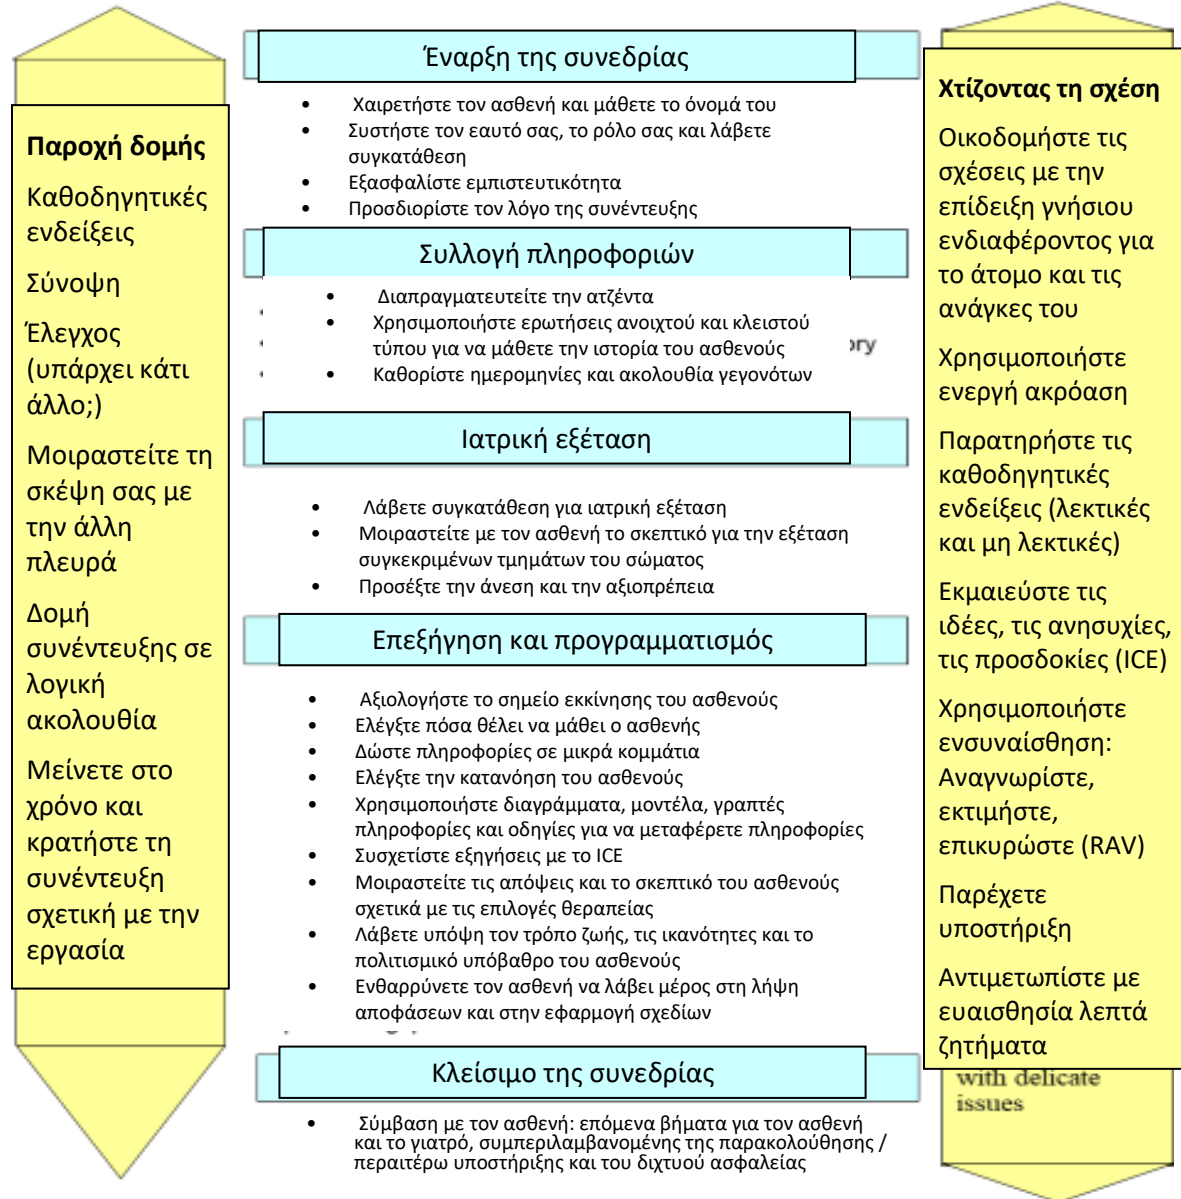 Παροχή δομής
Καθοδηγητικές
ενδείξεις
Σύνοψη
Έλεγχος
(υπάρχει κάτι
άλλο;)
Μοιραστείτε τη
σκέψη σας με
την άλλη
πλευρά
Δομή
συνέντευξης σε
λογική
ακολουθία
Μείνετε στο
χρόνο και
κρατήστε τη
συνέντευξη
σχετική με την
εργασία
Έναρξη της συνεδρίας
• Χαιρετήστε τον ασθενή και μάθετε το όνομά του
• Συστήστε τον εαυτό σας, το ρόλο σας και λάβετε
συγκατάθεση
• Εξασφαλίστε εμπιστευτικότητα
• Προσδιορίστε τον λόγο της συνέντευξης
Συλλογή πληροφοριών
• Διαπραγματευτείτε την ατζέντα
• Χρησιμοποιήστε ερωτήσεις ανοιχτού και κλειστού
τύπου για να μάθετε την ιστορία του ασθενούς
ory
• Καθορίστε ημερομηνίες και ακολουθία γεγονότων
Ιατρική εξέταση
• Λάβετε συγκατάθεση για ιατρική εξέταση
• Μοιραστείτε με τον ασθενή το σκεπτικό για την εξέταση
συγκεκριμένων τμημάτων του σώματος
• Προσέξτε την άνεση και την αξιοπρέπεια
Επεξήγηση και προγραμματισμός
• Αξιολογήστε το σημείο εκκίνησης του ασθενούς
• Ελέγξτε πόσα θέλει να μάθει ο ασθενής
• Δώστε πληροφορίες σε μικρά κομμάτια
• Ελέγξτε την κατανόηση του ασθενούς
• Χρησιμοποιήστε διαγράμματα, μοντέλα, γραπτές
πληροφορίες και οδηγίες για να μεταφέρετε πληροφορίες
• Συσχετίστε εξηγήσεις με το ICE
• Μοιραστείτε τις απόψεις και το σκεπτικό του ασθενούς
σχετικά με τις επιλογές θεραπείας
• Λάβετε υπόψη τον τρόπο ζωής, τις ικανότητες και το
πολιτισμικό υπόβαθρο του ασθενούς
• Ενθαρρύνετε τον ασθενή να λάβει μέρος στη λήψη
αποφάσεων και στην εφαρμογή σχεδίων
Κλείσιμο της συνεδρίας
• Σύμβαση με τον ασθενή: επόμενα βήματα για τον ασθενή
και το γιατρό, συμπεριλαμβανομένης της παρακολούθησης /
περαιτέρω υποστήριξης και του διχτυού ασφαλείας
Χτίζοντας τη σχέση
Οικοδομήστε τις
σχέσεις με την
επίδειξη γνήσιου
ενδιαφέροντος για
το άτομο και τις
ανάγκες του
Χρησιμοποιήστε
ενεργή ακρόαση
Παρατηρήστε τις
καθοδηγητικές
ενδείξεις (λεκτικές
και μη λεκτικές)
Εκμαιεύστε τις
ιδέες, τις ανησυχίες,
τις προσδοκίες (ICE)
Χρησιμοποιήστε
ενσυναίσθηση:
Αναγνωρίστε,
εκτιμήστε,
επικυρώστε (RAV)
Παρέχετε
υποστήριξη
Αντιμετωπίστε με
ευαισθησία λεπτά
ζητήματα
with delicate
issues